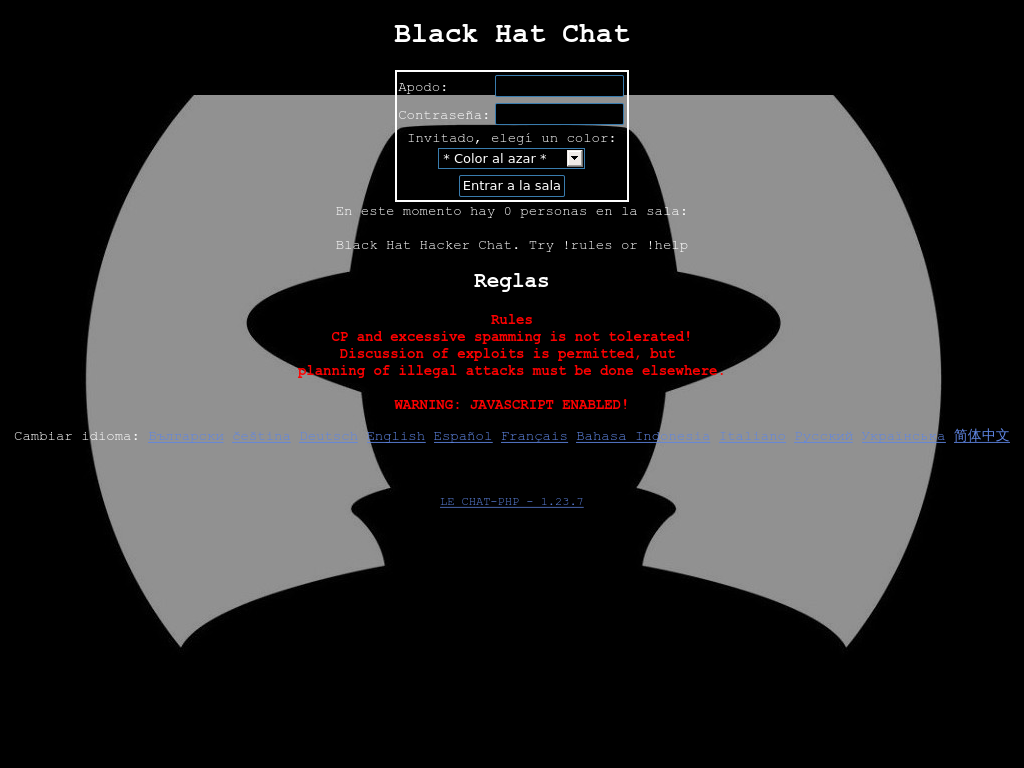 Black Hat Chat
Apodo:
Contraseña:
Invitado, elegí un color:
* Color al azar *
Entrar a la sala
En este momento hay 0 personas en la sala:
Black Hat Hacker Chat. Try !rules or !help
Reglas
Rules
CP and excessive spamming is not tolerated!
Discussion of exploits is permitted, but
planning of illegal attacks must be done elsewhere.
WARNING: JAVASCRIPT ENABLED!
Cambiar idioma: Български čeština Deutsch English Español Français Bahasa Indonesia Italiano Русский Українська 简体中文
LE CHAT-PHP - 1.23.7